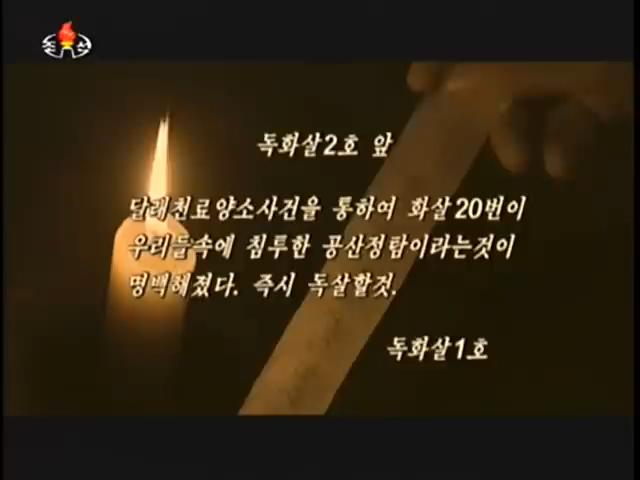 조선
독화살2호 앞
달래천료양소사건을 통하여 화살20번이
우리들속에 침투한 공산정탐이라는것이
명백해졌다. 즉시 독살할것.
독화살1호